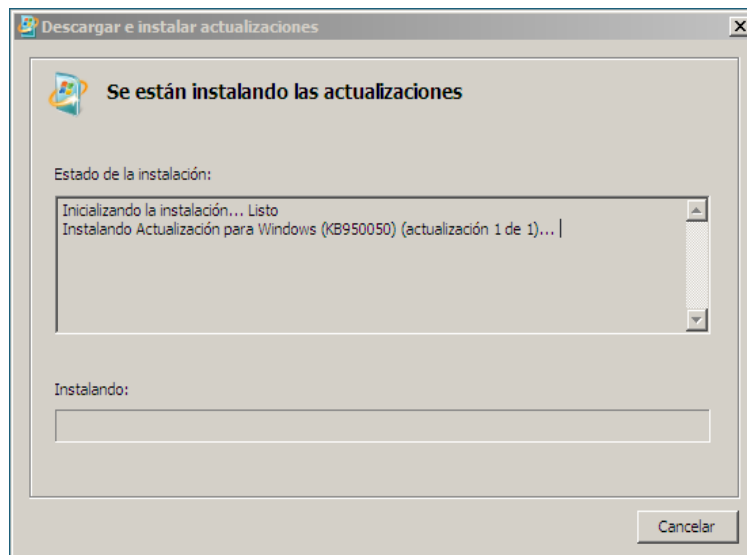 Descargar e instalar actualizaciones
Se están instalando las actualizaciones
Estado de la instalación:
Inicializando la instalación... Listo
Instalando Actualización para Windows (KB950050) (actualización 1 de 1)...
Instalando:
Cancelar